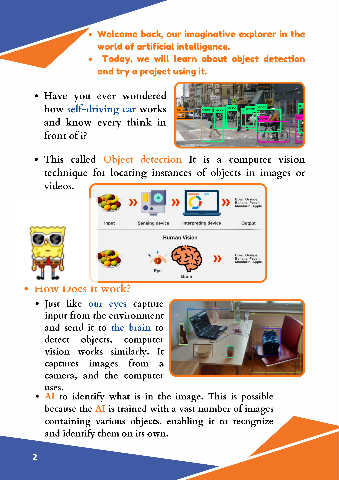 • Welcome back, our imaginative explorer in the
world of artificial intelligence.
• Today, we will learn about object detection
and try a project using it.
• Have you ever wondered
how self-driving car works
and know every think in
front of i?
• This called Object detection It is a computer vision
technique for locating instances of objects in images or
videos.
Input Sensing device Interpreting device Output
Human Vision
Eye
Brain
• How Does it work?
• Just like our eyes capture
input from the environment
and send it to the brain to
detect objects, computer
vision works similarly. It
captures images from a
camera, and the computer
uses.
• AI to identify what is in the image. This is possible
because the AI is trained with a vast number of images
containing various objects, enabling it to recognize
and identify them on its own.
2